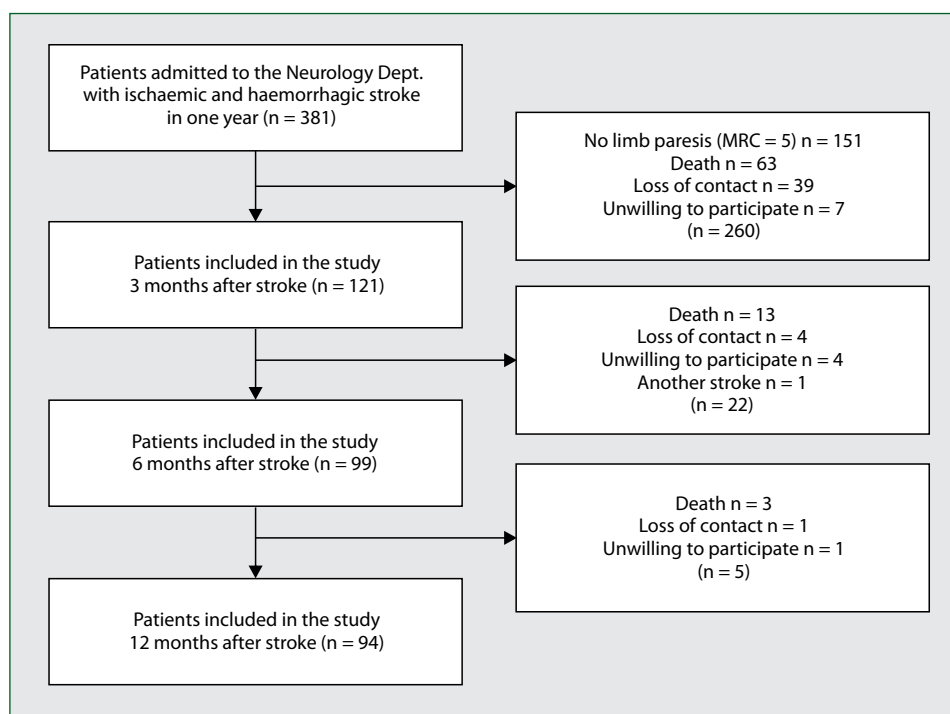 Patients admitted to the Neurology Dept.
with ischaemic and haemorrhagic stroke
in one year (n = 381)
No limb paresis (MRC = 5) n = 151
Death n = 63
Loss of contact n = 39
Unwilling to participate n = 7
(n = 260)
Patients included in the study
3 months after stroke (n = 121)
Death n = 13
Loss of contact n = 4
Unwilling to participate n = 4
Another stroke n = 1
(n = 22)
Patients included in the study
6 months after stroke (n = 99)
Death n = 3
Loss of contact n = 1
Unwilling to participate n = 1
(n = 5)
Patients included in the study
12 months after stroke (n = 94)